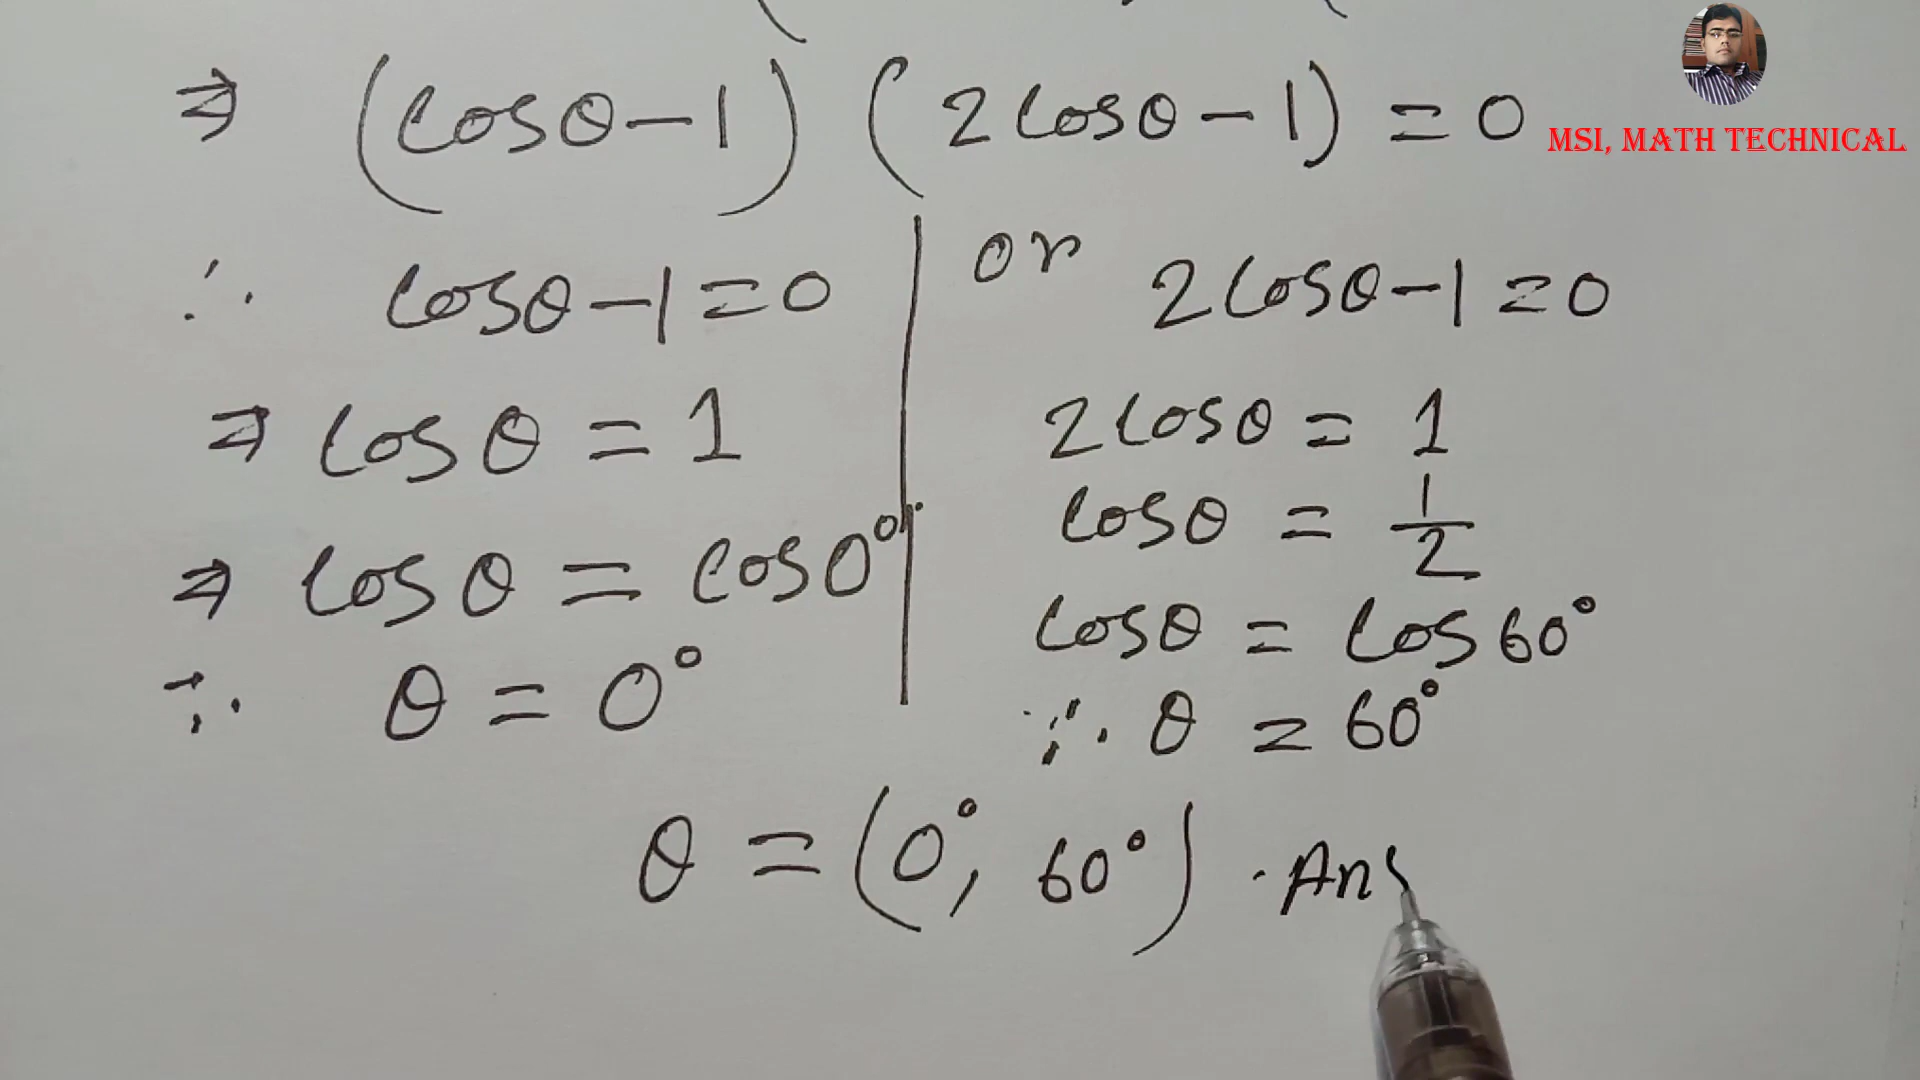 ⇒ (cosθ-1) (2cosθ-1) = 0
MSI, MATH TECHNICAL
∴ cosθ-1=0 or 2cosθ-1=0
⇒ cosθ = 1
2cosθ = 1
cosθ = 1/2
⇒ cosθ = cos0°
cosθ = cos60°
∴ θ = 0°
∴ θ = 60°
θ = (0°, 60°) . Ans